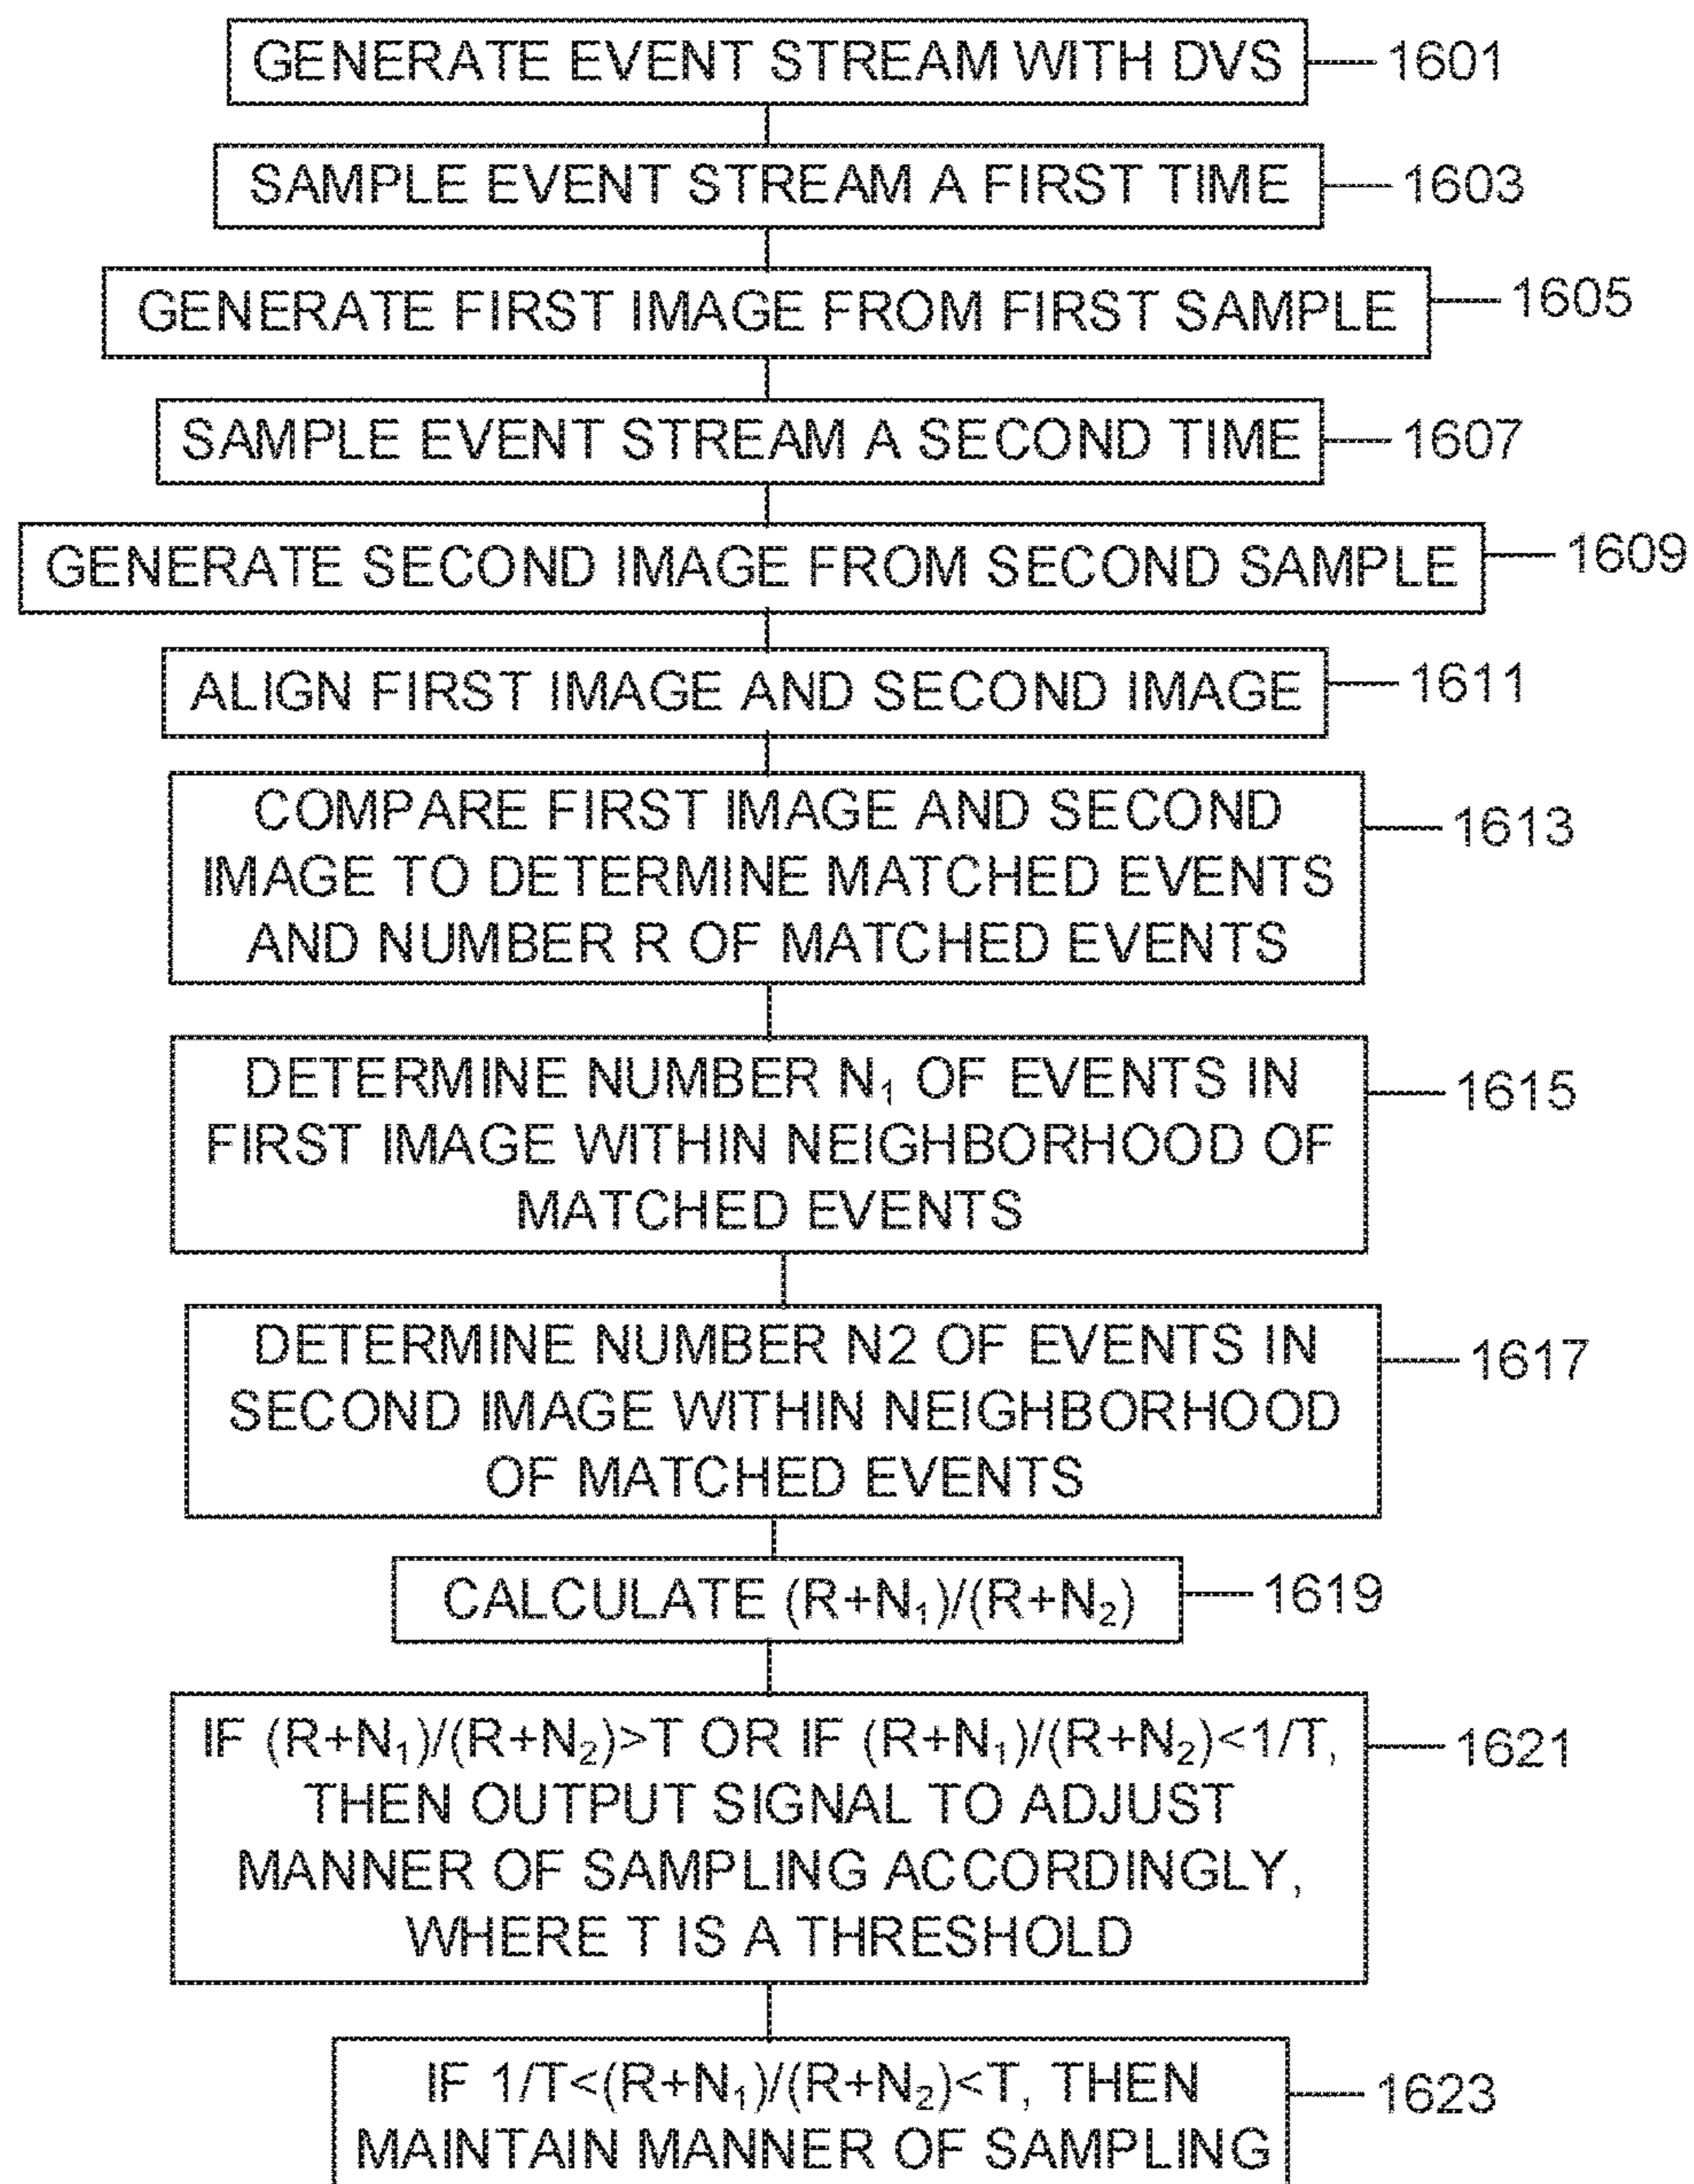 GENERATE EVENT STREAM WITH DVS 1601
SAMPLE EVENT STREAM A FIRST TIME 1603
GENERATE FIRST IMAGE FROM FIRST SAMPLE 1605
SAMPLE EVENT STREAM A SECOND TIME 1607
GENERATE SECOND IMAGE FROM SECOND SAMPLE 1609
ALIGN FIRST IMAGE AND SECOND IMAGE 1611
COMPARE FIRST IMAGE AND SECOND 1613
IMAGE TO DETERMINE MATCHED EVENTS
AND NUMBER R OF MATCHED EVENTS
DETERMINE NUMBER N₁ OF EVENTS IN 1615
FIRST IMAGE WITHIN NEIGHBORHOOD OF
MATCHED EVENTS
DETERMINE NUMBER N2 OF EVENTS IN 1617
SECOND IMAGE WITHIN NEIGHBORHOOD
OF MATCHED EVENTS
CALCULATE (R+N₁)/(R+N₂) 1619
IF (R+N₁)/(R+N₂)>T OR IF (R+N₁)/(R+N₂)<1/T, 1621
THEN OUTPUT SIGNAL TO ADJUST
MANNER OF SAMPLING ACCORDINGLY,
WHERE T IS A THRESHOLD
IF 1/T<(R+N₁)/(R+N₂)<T, THEN 1623
MAINTAIN MANNER OF SAMPLING